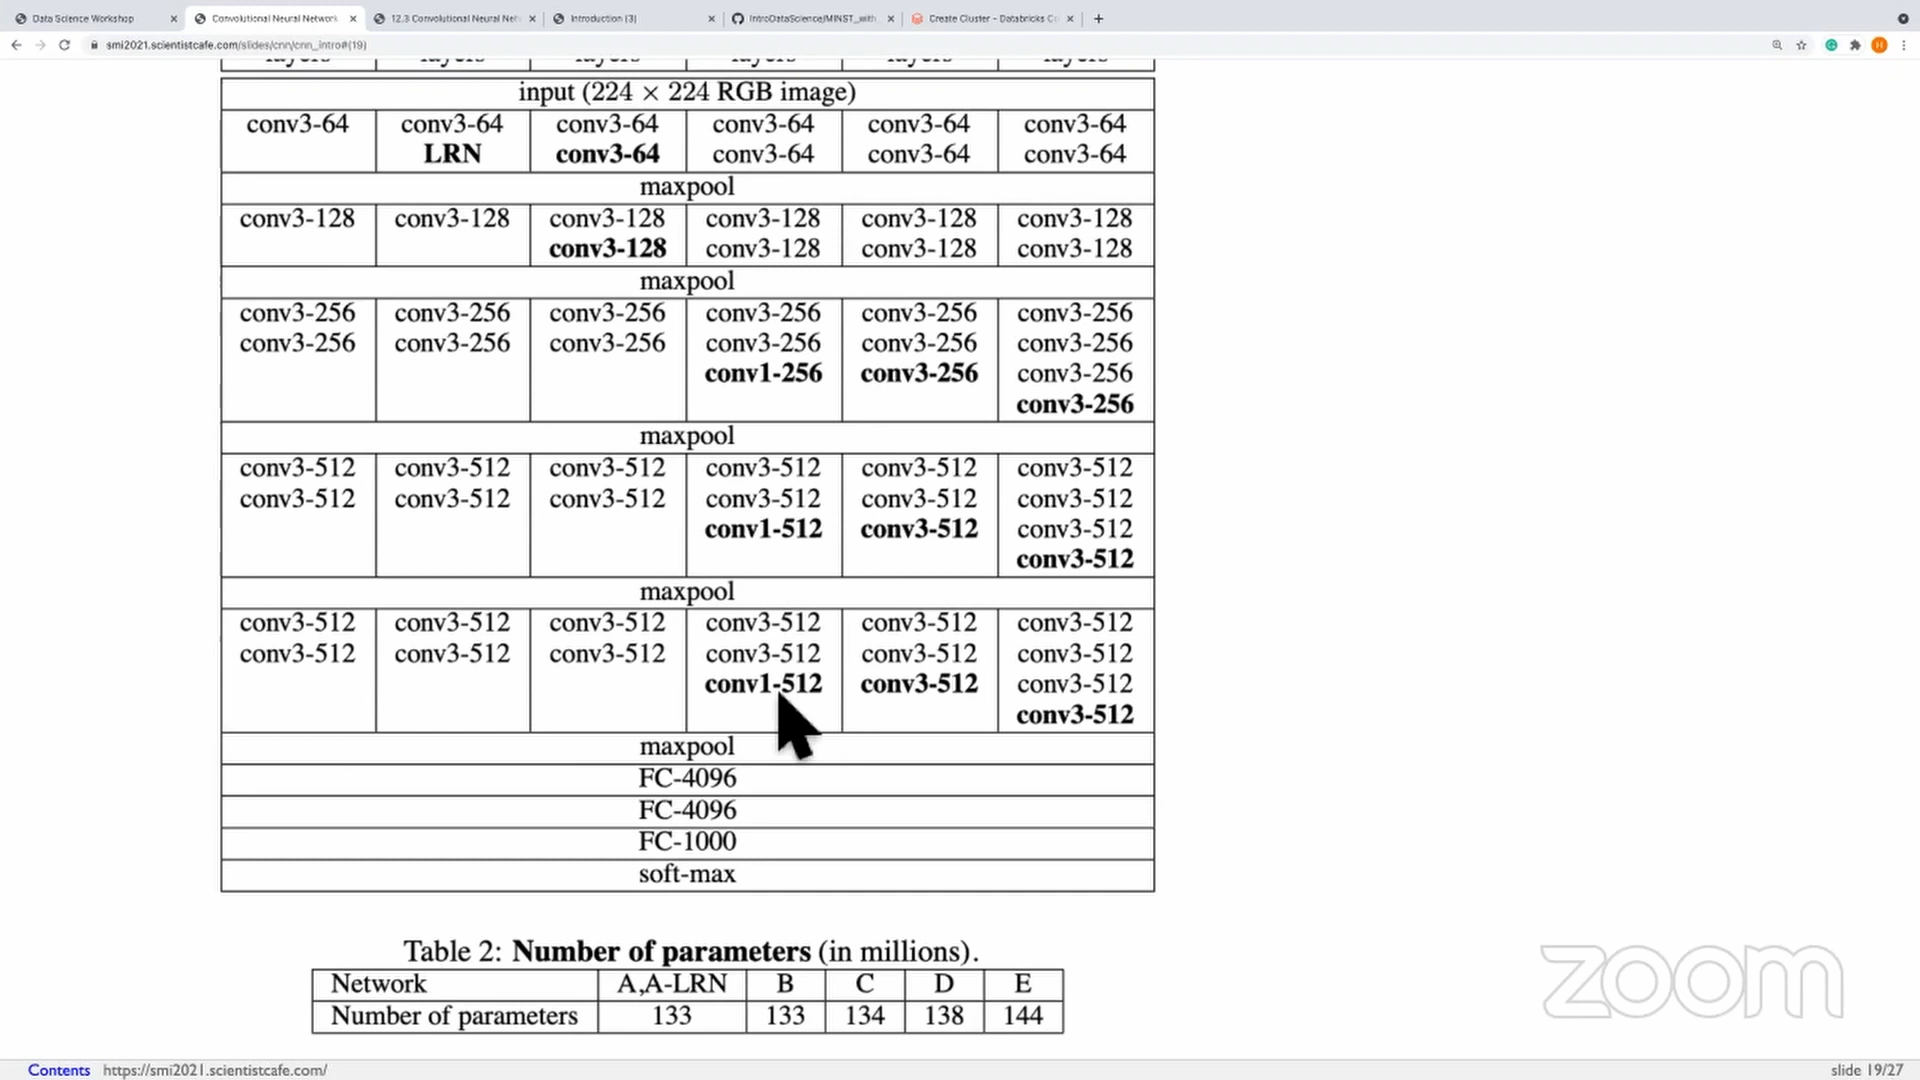 Data Science Workshop
Convolutional Neural Network
12.3 Convolutional Neural Net
Introduction (3)
IntroDataScience/MINST_with
Create Cluster - Databricks Co
smi2021.scientistcafe.com/slides/cnn/cnn_intro#(19)
H
layers layers layers layers layers layers
input (224 × 224 RGB image)
conv3-64 conv3-64 conv3-64 conv3-64 conv3-64 conv3-64
LRN conv3-64 conv3-64 conv3-64 conv3-64
maxpool
conv3-128 conv3-128 conv3-128 conv3-128 conv3-128 conv3-128
conv3-128 conv3-128 conv3-128 conv3-128
maxpool
conv3-256 conv3-256 conv3-256 conv3-256 conv3-256 conv3-256
conv3-256 conv3-256 conv3-256 conv3-256 conv3-256 conv3-256
conv1-256 conv3-256 conv3-256
conv3-256
maxpool
conv3-512 conv3-512 conv3-512 conv3-512 conv3-512 conv3-512
conv3-512 conv3-512 conv3-512 conv3-512 conv3-512 conv3-512
conv1-512 conv3-512 conv3-512
conv3-512
maxpool
conv3-512 conv3-512 conv3-512 conv3-512 conv3-512 conv3-512
conv3-512 conv3-512 conv3-512 conv3-512 conv3-512 conv3-512
conv1-512 conv3-512 conv3-512
conv3-512
maxpool
FC-4096
FC-4096
FC-1000
soft-max
Table 2: Number of parameters (in millions).
Network A,A-LRN B C D E
Number of parameters 133 133 134 138 144
zoom
Contents https://smi2021.scientistcafe.com/ slide 19/27